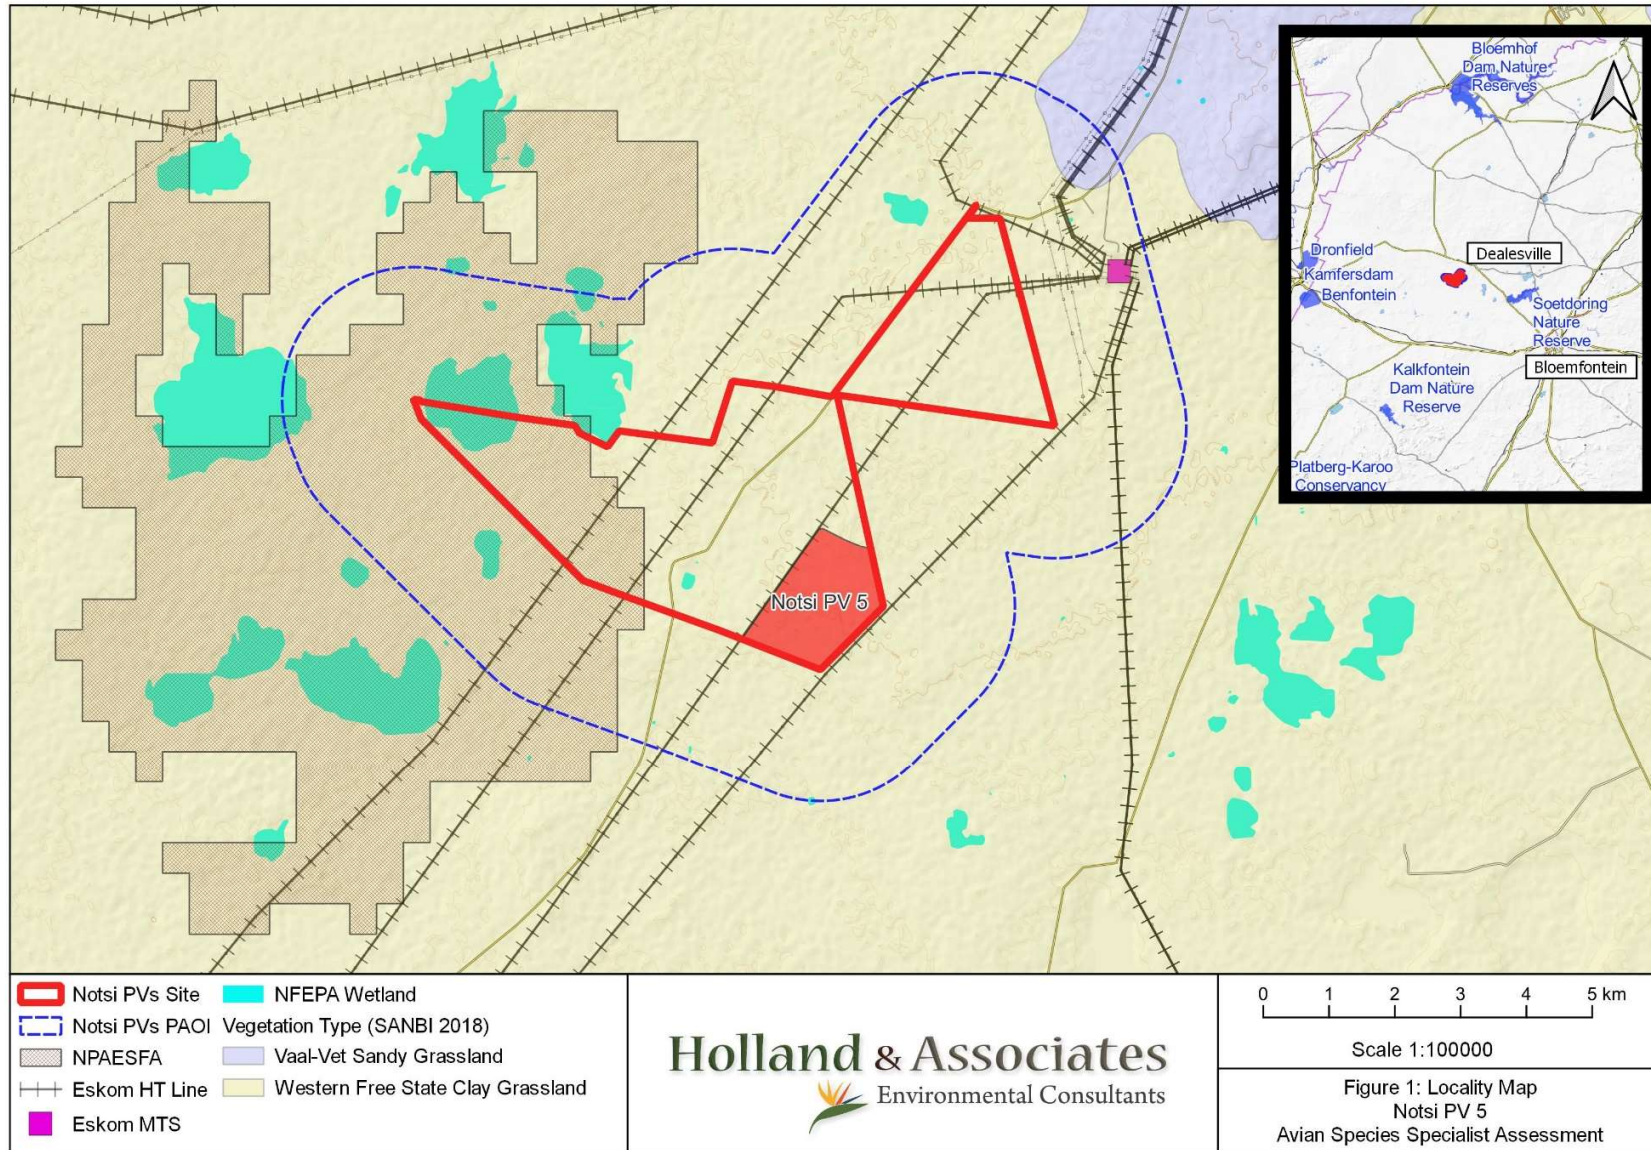 Bloemhof
Dam Nature
Reserves
Dronfield
Kamfersdam
Benfontein
Dealesville
Soetdoring
Nature
Reserve
Bloemfontein
Kalkfontein
Dam Nature
Reserve
Platberg-Karoo
Conservancy
Notsi PV 5
Notsi PVs Site
Notsi PVs PAOI
NPAESFA
Eskom HT Line
Eskom MTS
NFEPA Wetland
Vegetation Type (SANBI 2018)
Vaal-Vet Sandy Grassland
Western Free State Clay Grassland
Holland & Associates
Environmental Consultants
0 1 2 3 4 5 km
Scale 1:100000
Figure 1: Locality Map
Notsi PV 5
Avian Species Specialist Assessment